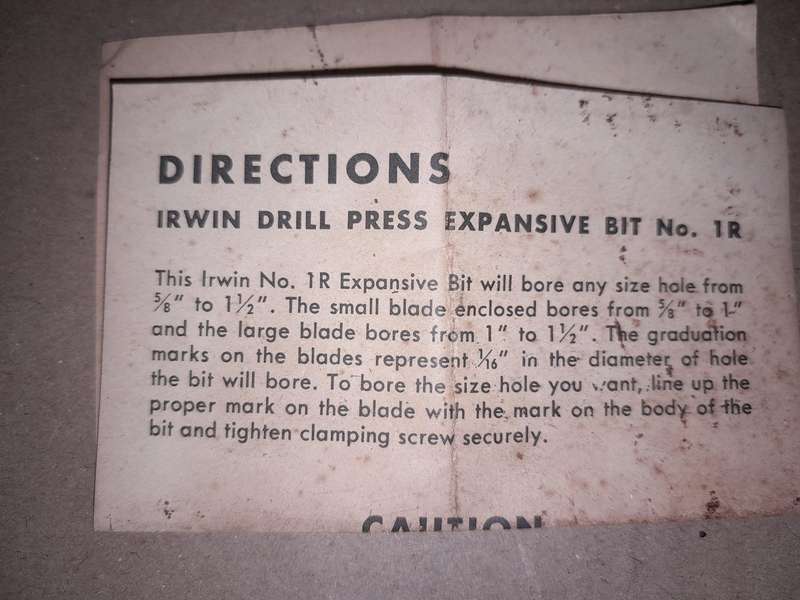 DIRECTIONS
IRWIN DRILL PRESS EXPANSIVE BIT No. 1R
This Irwin No. 1R Expansive Bit will bore any size hole from
⅝" to 1½". The small blade enclosed bores from ⅝" to 1"
and the large blade bores from 1" to 1½". The graduation
marks on the blades represent 1⁄16" in the diameter of hole
the bit will bore. To bore the size hole you want, line up the
proper mark on the blade with the mark on the body of the
bit and tighten clamping screw securely.
CAUTION